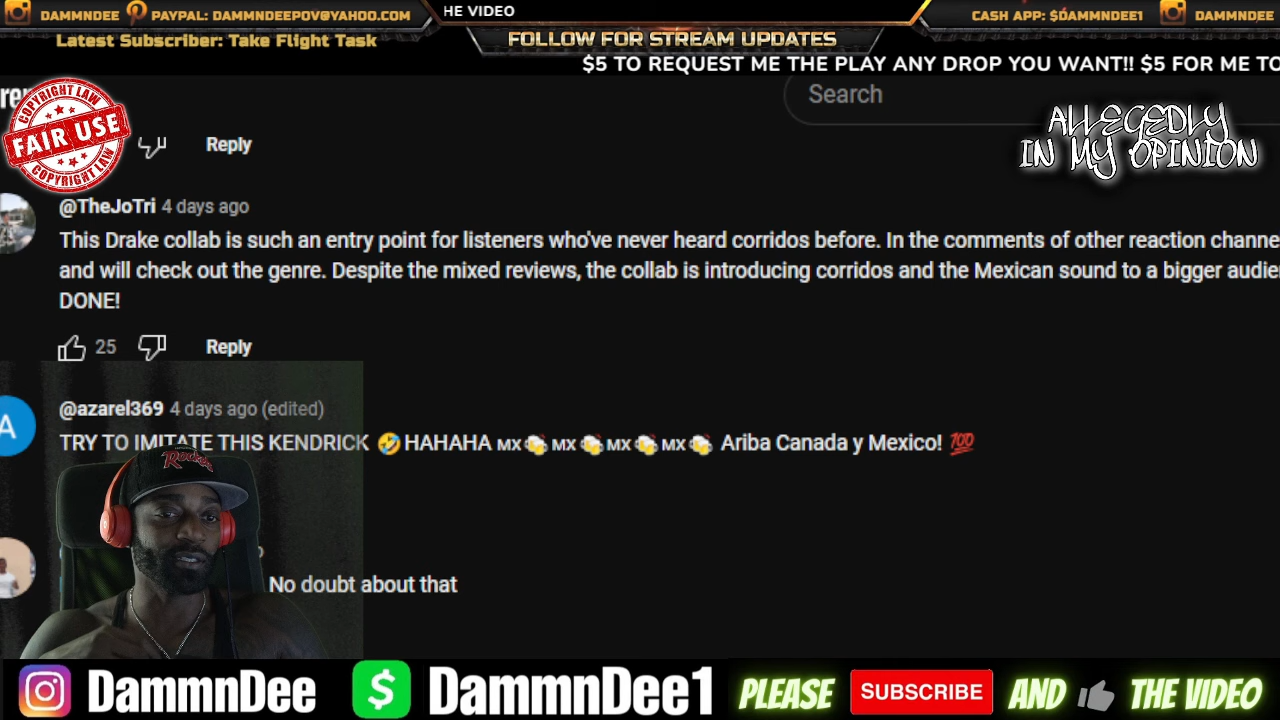 DAMMNDEE PAYPAL: DAMMNDEEPOV@YAHOO.COM
HE VIDEO
CASH APP: $DAMMNDEE1 DAMMNDEE
Latest Subscriber: Take Flight Task
FOLLOW FOR STREAM UPDATES
$5 TO REQUEST ME THE PLAY ANY DROP YOU WANT!! $5 FOR ME TO
Search
COPYRIGHT LAW
FAIR USE
COPYRIGHT LAW
ALLEGEDLY
IN MY OPINION
Reply
@TheJoTri 4 days ago
This Drake collab is such an entry point for listeners who've never heard corridos before. In the comments of other reaction channe
and will check out the genre. Despite the mixed reviews, the collab is introducing corridos and the Mexican sound to a bigger audie
DONE!
25 Reply
A
@azarel369 4 days ago (edited)
TRY TO IMITATE THIS KENDRICK 🤣HAHAHA MX🍻 MX🍻 MX🍻 MX🍻 Ariba Canada y Mexico! 💯
Rockets
No doubt about that
DammnDee $ DammnDee1 PLEASE SUBSCRIBE AND THE VIDEO